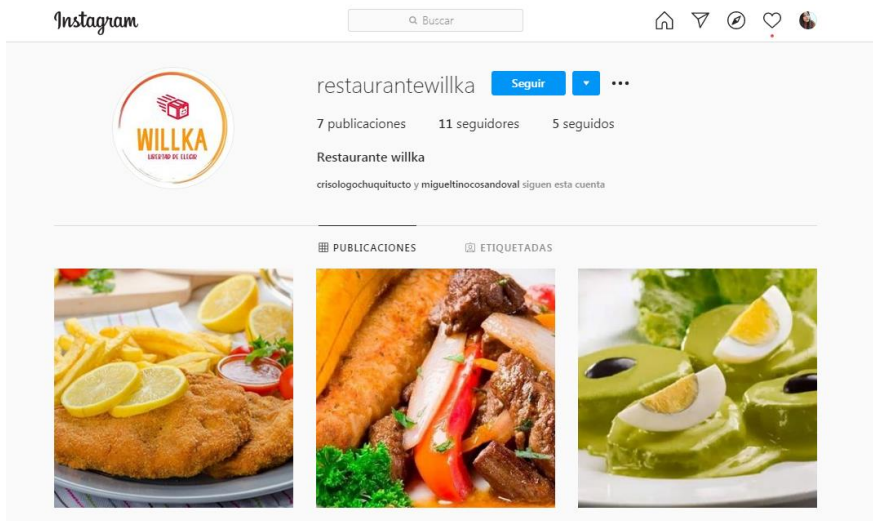 Instagram
Buscar
restaurantewillka Seguir
7 publicaciones 11 seguidores 5 seguidos
Restaurante willka
crisologochuquitucto y migueltinocosandoval siguen esta cuenta
WILLKA
LIBERTAD DE ELEGIR
PUBLICACIONES ETIQUETADAS